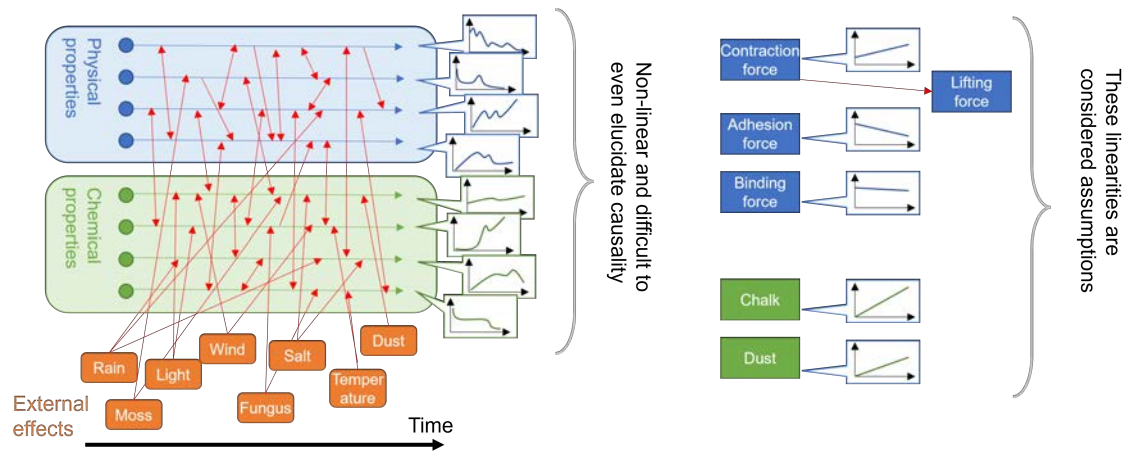 Physical
properties
Chemical
properties
Rain
Light
Wind
Salt
Dust
Moss
Fungus
Temper
ature
External
effects
Time
Non-linear and difficult to
even elucidate causality
Contraction
force
Lifting
force
Adhesion
force
Binding
force
Chalk
Dust
These linearities are
considered assumptions